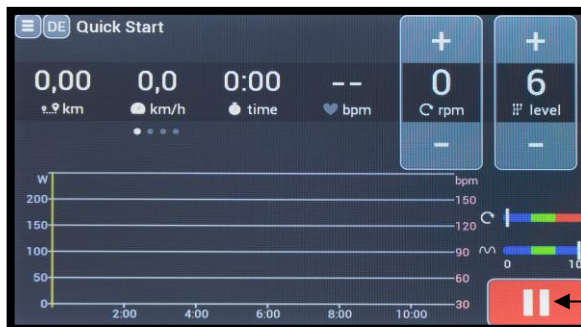 DE Quick Start
+ +
0,00 0,0 0:00 -- 0 6
km km/h time bpm rpm level
- -
W bpm
200 150
150 120
100 90
50 60
0 30
0 10
2:00 4:00 6:00 8:00 10:00